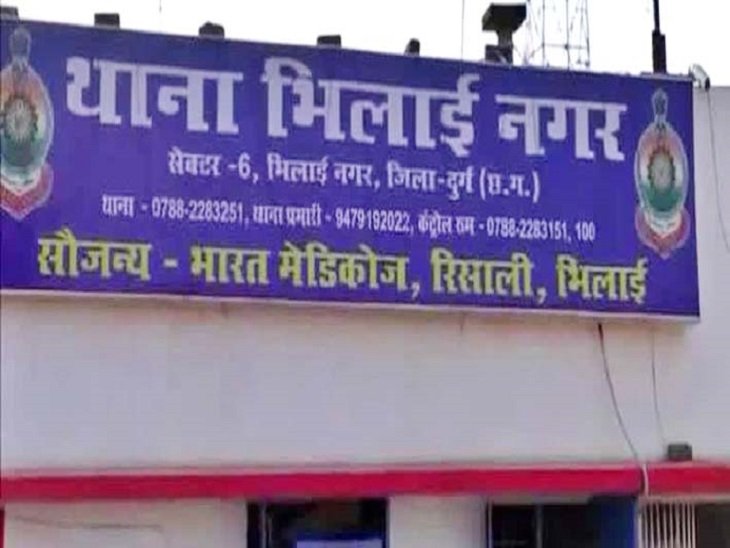 थाना भिलाई नगर
सेक्टर -6, भिलाई नगर, जिला-दुर्ग (छ.ग.)
थाना - 0788-2283251, थाना प्रभारी - 9479192022, कंट्रोल रुम - 0788-2283151, 100
सौजन्य - भारत मेडिकोज, रिसाली, भिलाई